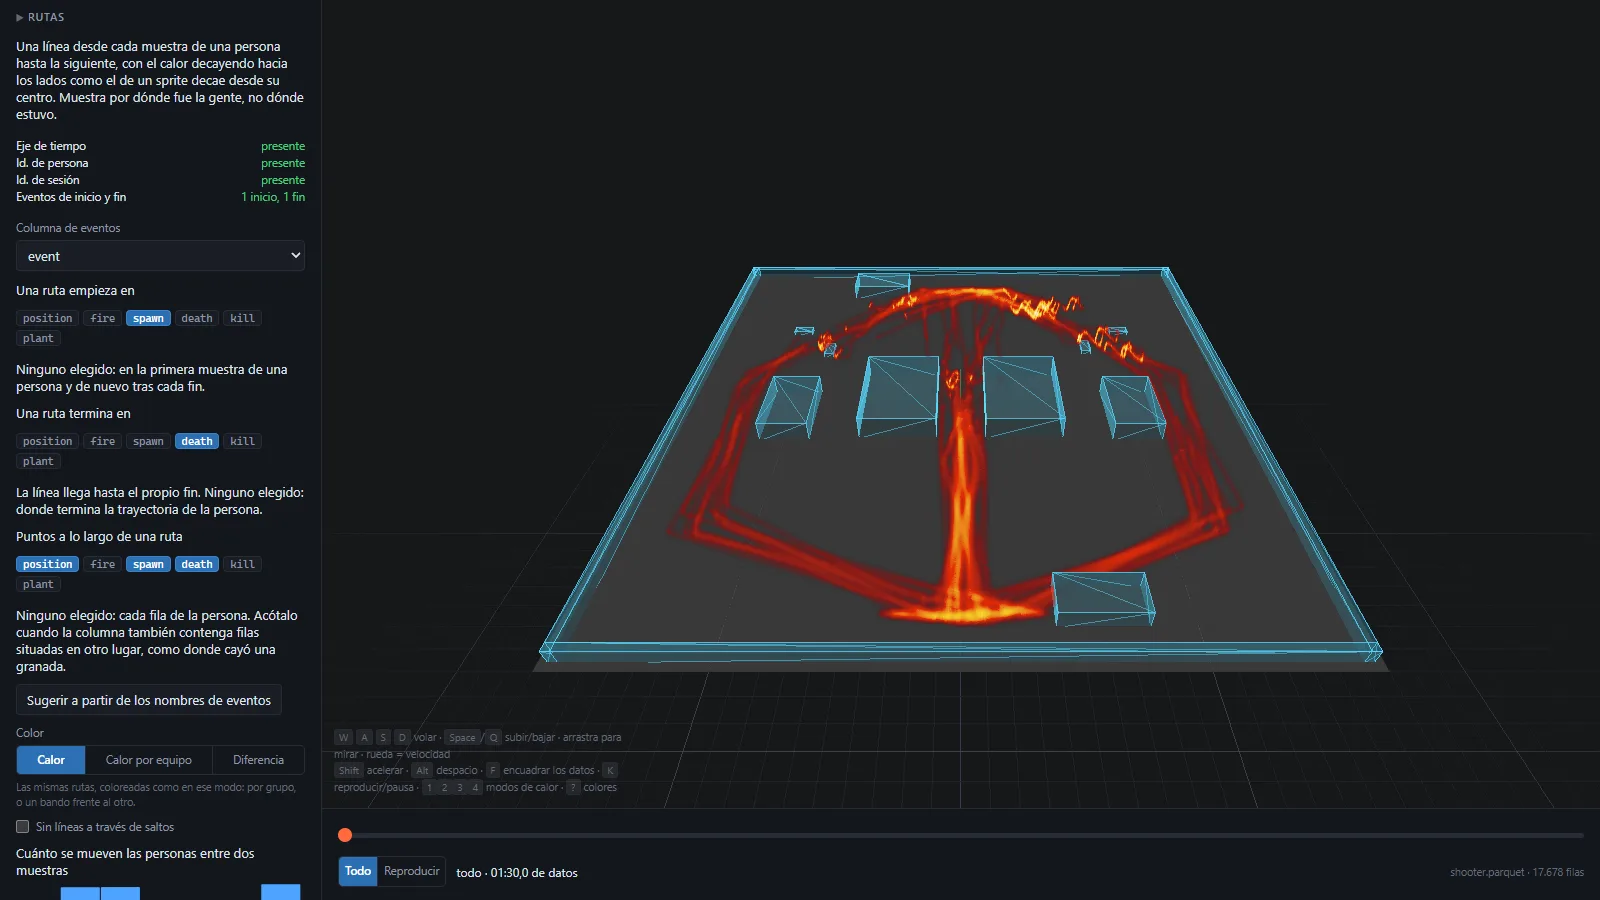 ▶ RUTAS
Una línea desde cada muestra de una persona
hasta la siguiente, con el calor decayendo hacia
los lados como el de un sprite decae desde su
centro. Muestra por dónde fue la gente, no dónde
estuvo.
Eje de tiempo presente
Id. de persona presente
Id. de sesión presente
Eventos de inicio y fin 1 inicio, 1 fin
Columna de eventos
event
Una ruta empieza en
position fire spawn death kill
plant
Ninguno elegido: en la primera muestra de una
persona y de nuevo tras cada fin.
Una ruta termina en
position fire spawn death kill
plant
La línea llega hasta el propio fin. Ninguno elegido:
donde termina la trayectoria de la persona.
Puntos a lo largo de una ruta
position fire spawn death kill
plant
Ninguno elegido: cada fila de la persona. Acótalo
cuando la columna también contenga filas
situadas en otro lugar, como donde cayó una
granada.
Sugerir a partir de los nombres de eventos
Color
Calor Calor por equipo Diferencia
Las mismas rutas, coloreadas como en ese modo: por grupo,
o un bando frente al otro.
Sin líneas a través de saltos
Cuánto se mueven las personas entre dos
muestras
W A S D volar · Space / Q subir/bajar · arrastra para
mirar · rueda = velocidad
Shift acelerar · Alt despacio · F encuadrar los datos · K
reproducir/pausa · 1 2 3 4 modos de calor · ? colores
Todo Reproducir todo · 01:30,0 de datos
shooter.parquet · 17.678 filas